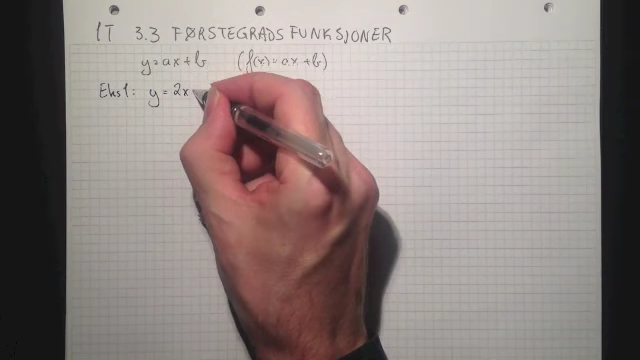 1T 3.3 FØRSTEGRADS FUNKSJONER
y = ax + b (f(x) = ax + b)
Eks 1: y = 2x